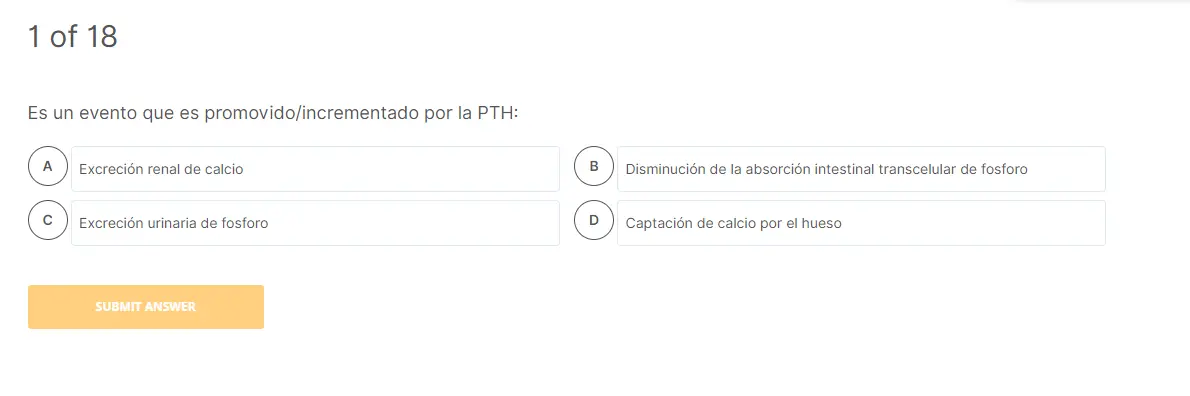 1 of 18
Es un evento que es promovido/incrementado por la PTH:
A Excreción renal de calcio
B Disminución de la absorción intestinal transcelular de fosforo
C Excreción urinaria de fosforo
D Captación de calcio por el hueso
SUBMIT ANSWER